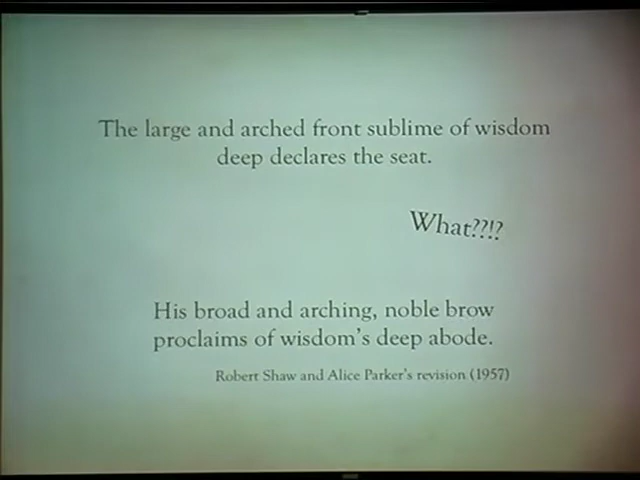 The large and arched front sublime of wisdom
deep declares the seat.
What??!?
His broad and arching, noble brow
proclaims of wisdom's deep abode.
Robert Shaw and Alice Parker's revision (1957)